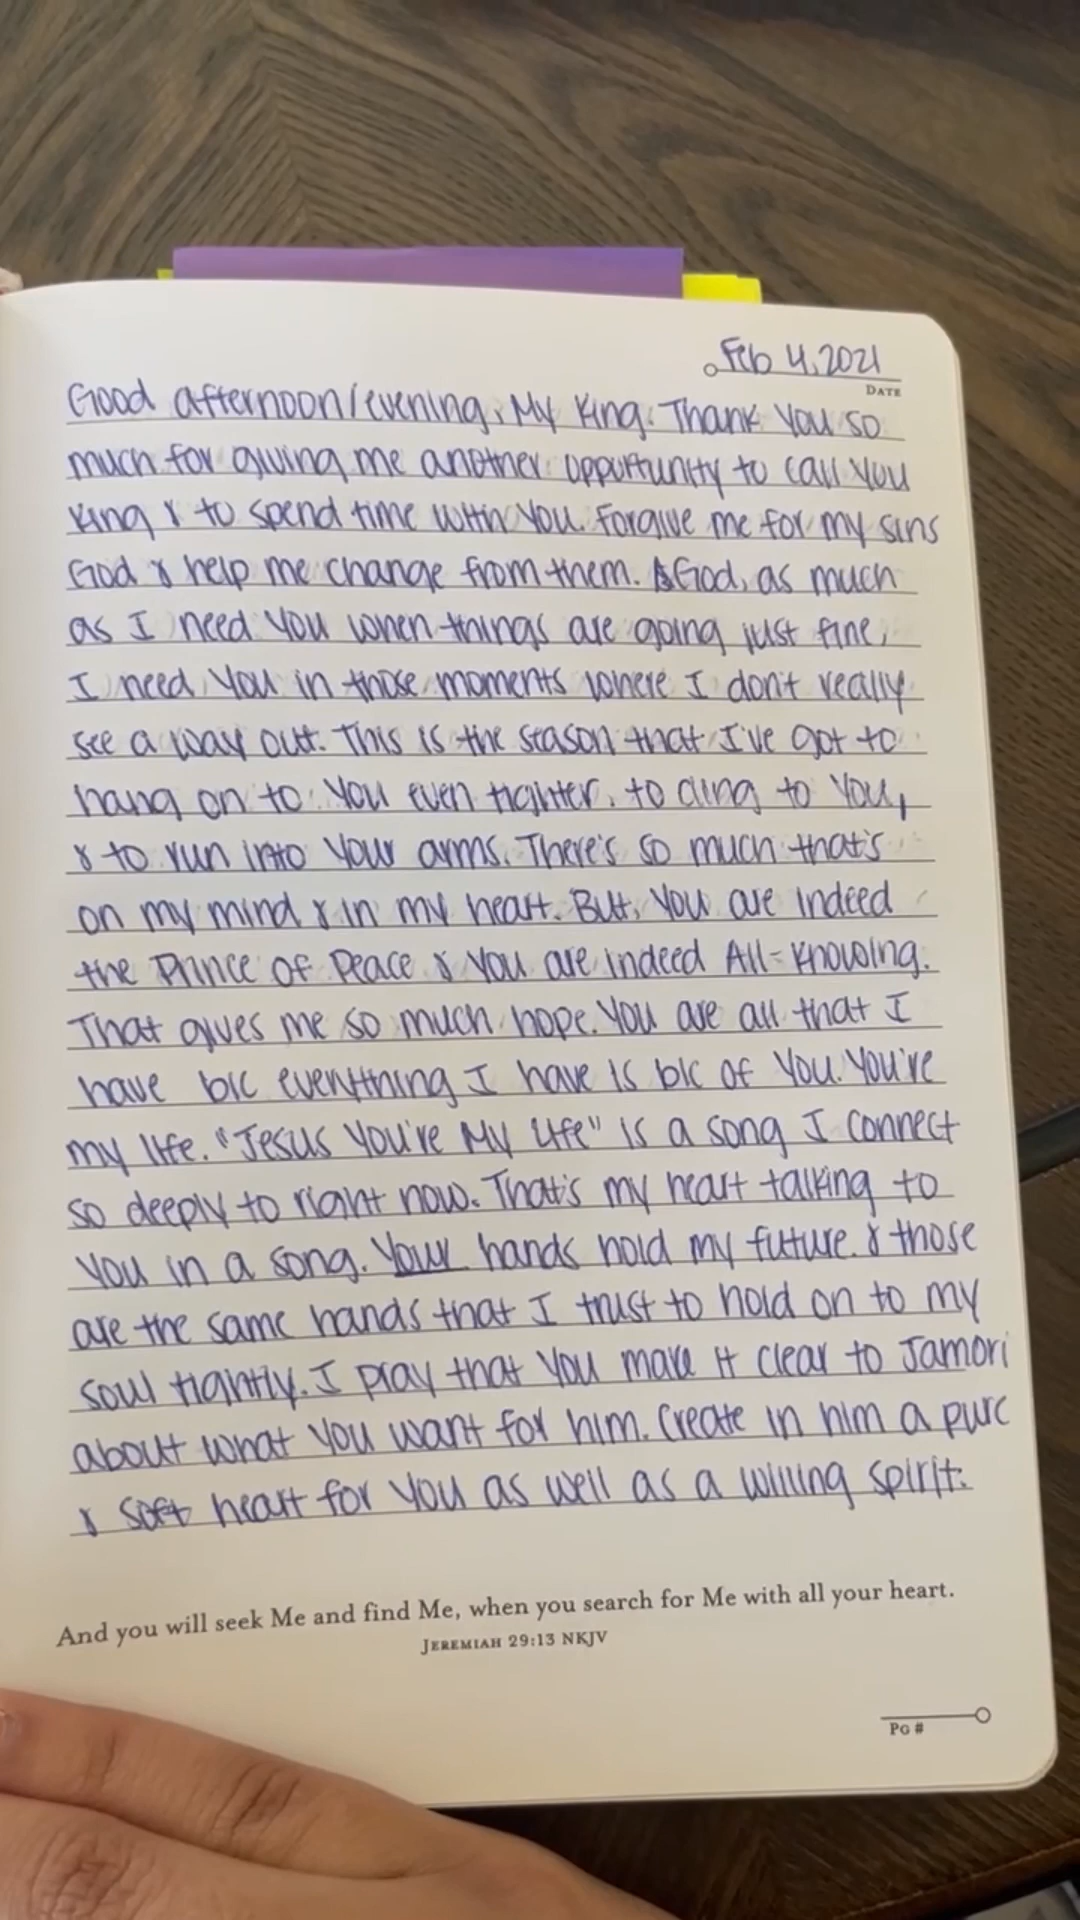 Feb 4, 2021
DATE
Good afternoon/evening, My King. Thank You so
much for giving me another opportunity to call You
King & to spend time with You. Forgive me for my sins
God & help me change from them. God, as much
as I need You when things are going just fine,
I need You in those moments where I don't really
see a way out. This is the season that I've got to
hang on to You even tighter, to cling to You,
& to run into Your arms. There's so much that's
on my mind & in my heart. But, You are indeed
the Prince of Peace & You are indeed All-Knowing.
That gives me so much hope. You are all that I
have b/c everything I have is b/c of You. You're
my life. "Jesus You're My Life" is a song I connect
so deeply to right now. That's my heart talking to
You in a song. Your hands hold my future. & those
are the same hands that I trust to hold on to my
soul tightly. I pray that You make it clear to Jamori
about what You want for him. Create in him a pure
& soft heart for You as well as a willing spirit.
And you will seek Me and find Me, when you search for Me with all your heart.
JEREMIAH 29:13 NKJV
PG #